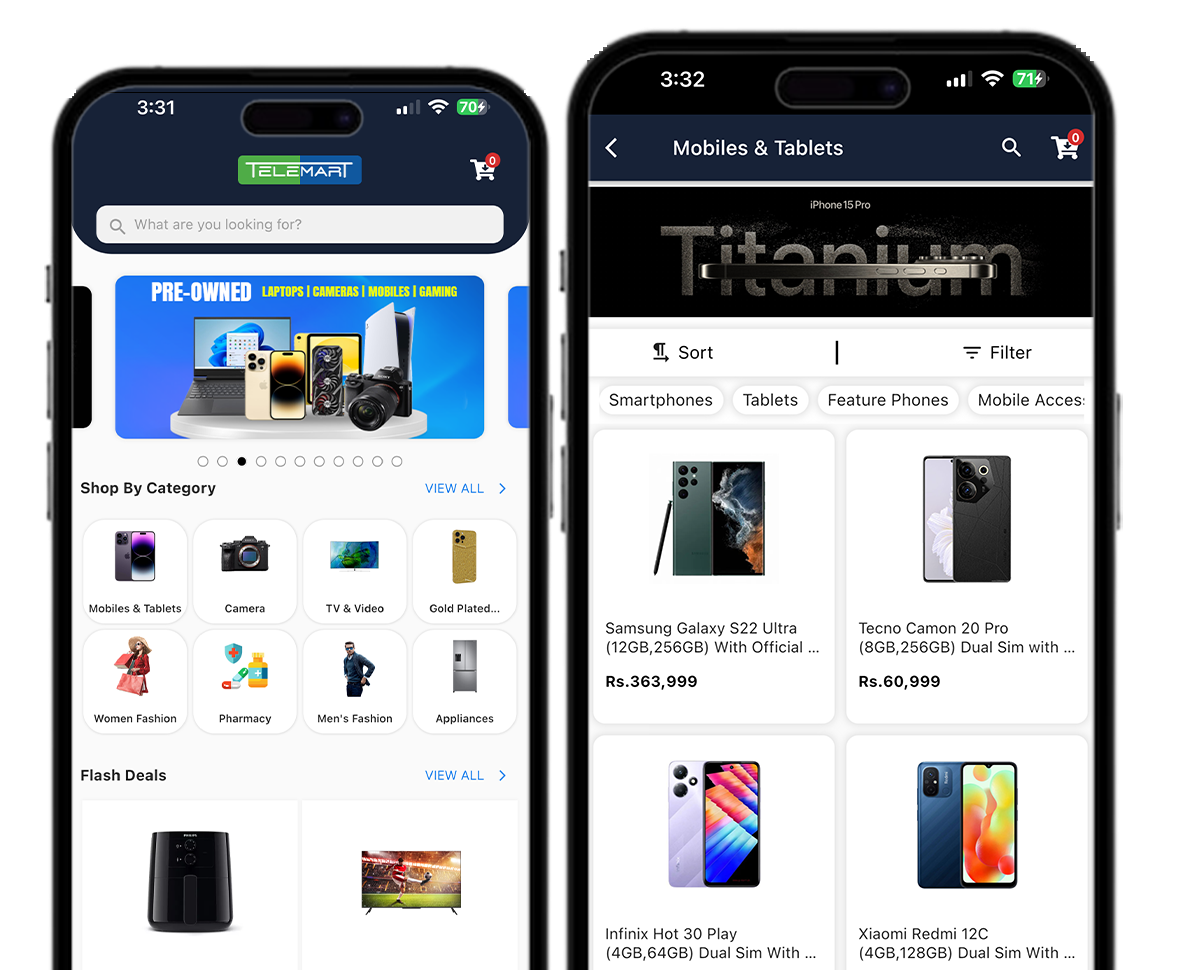 3:31
70
TELEMART
0
What are you looking for?
PRE-OWNED LAPTOPS | CAMERAS | MOBILES | GAMING
Shop By Category
VIEW ALL
Mobiles & Tablets
Camera
TV & Video
Gold Plated...
Women Fashion
Pharmacy
Men's Fashion
Appliances
Flash Deals
VIEW ALL
PHILIPS
3:32
71
Mobiles & Tablets
0
iPhone 15 Pro
Titanium
Sort
Filter
Smartphones
Tablets
Feature Phones
Mobile Access
Samsung Galaxy S22 Ultra
(12GB,256GB) With Official ...
Rs.363,999
Tecno Camon 20 Pro
(8GB,256GB) Dual Sim with ...
Rs.60,999
Infinix Hot 30 Play
(4GB,64GB) Dual Sim With ...
Xiaomi Redmi 12C
(4GB,128GB) Dual Sim With ...